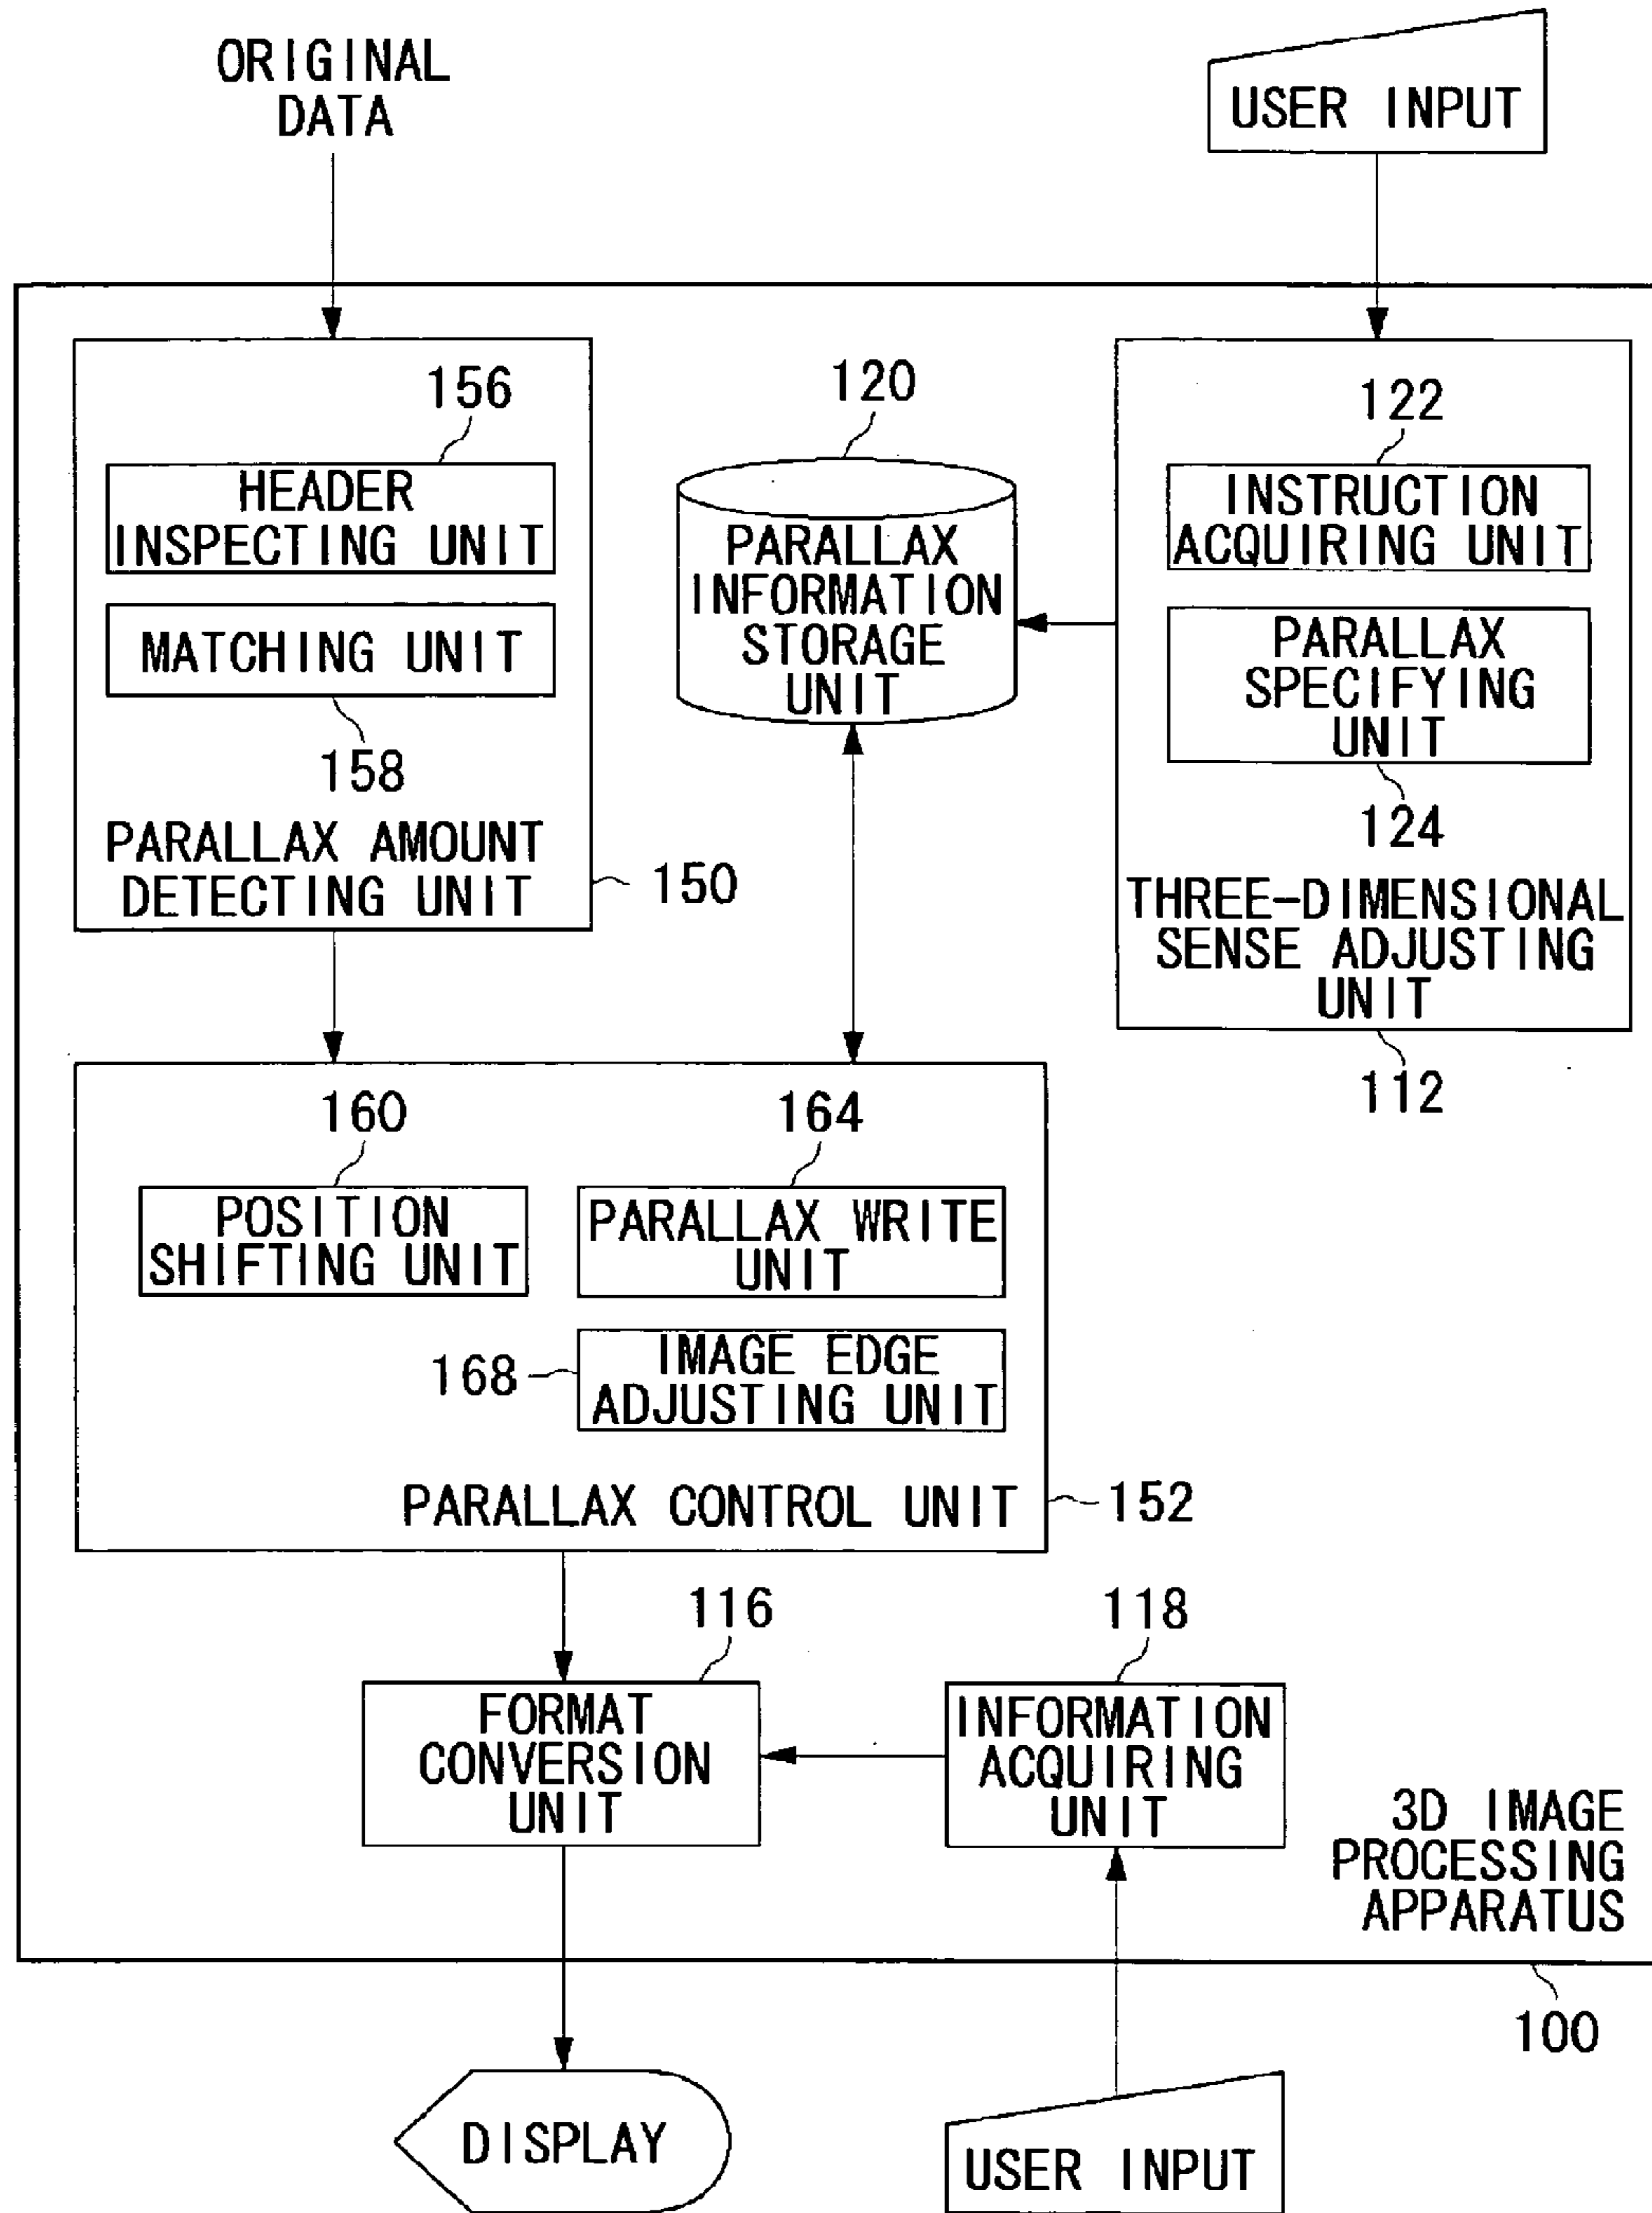 ORIGINAL
DATA
USER INPUT
156
HEADER
INSPECTING UNIT
MATCHING UNIT
158
PARALLAX AMOUNT
DETECTING UNIT
150
120
PARALLAX
INFORMATION
STORAGE
UNIT
122
INSTRUCTION
ACQUIRING UNIT
PARALLAX
SPECIFYING
UNIT
124
THREE-DIMENSIONAL
SENSE ADJUSTING
UNIT
112
160
POSITION
SHIFTING UNIT
164
PARALLAX WRITE
UNIT
168
IMAGE EDGE
ADJUSTING UNIT
PARALLAX CONTROL UNIT
152
116
FORMAT
CONVERSION
UNIT
118
INFORMATION
ACQUIRING
UNIT
3D IMAGE
PROCESSING
APPARATUS
100
DISPLAY
USER INPUT